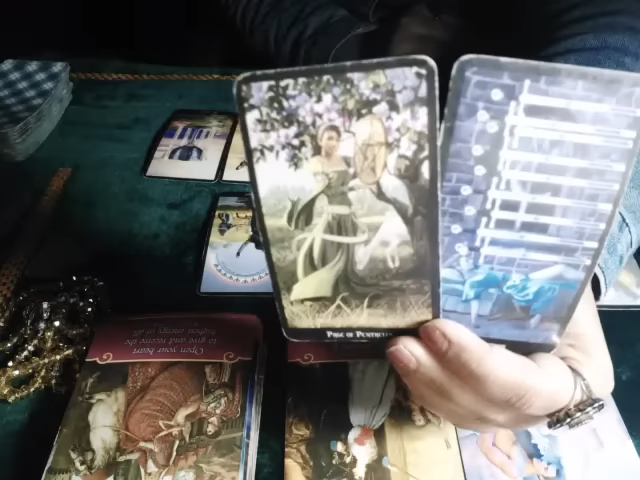 PAGE OF PENTACLES
Open your heart
to give and receive the
highest energy of all